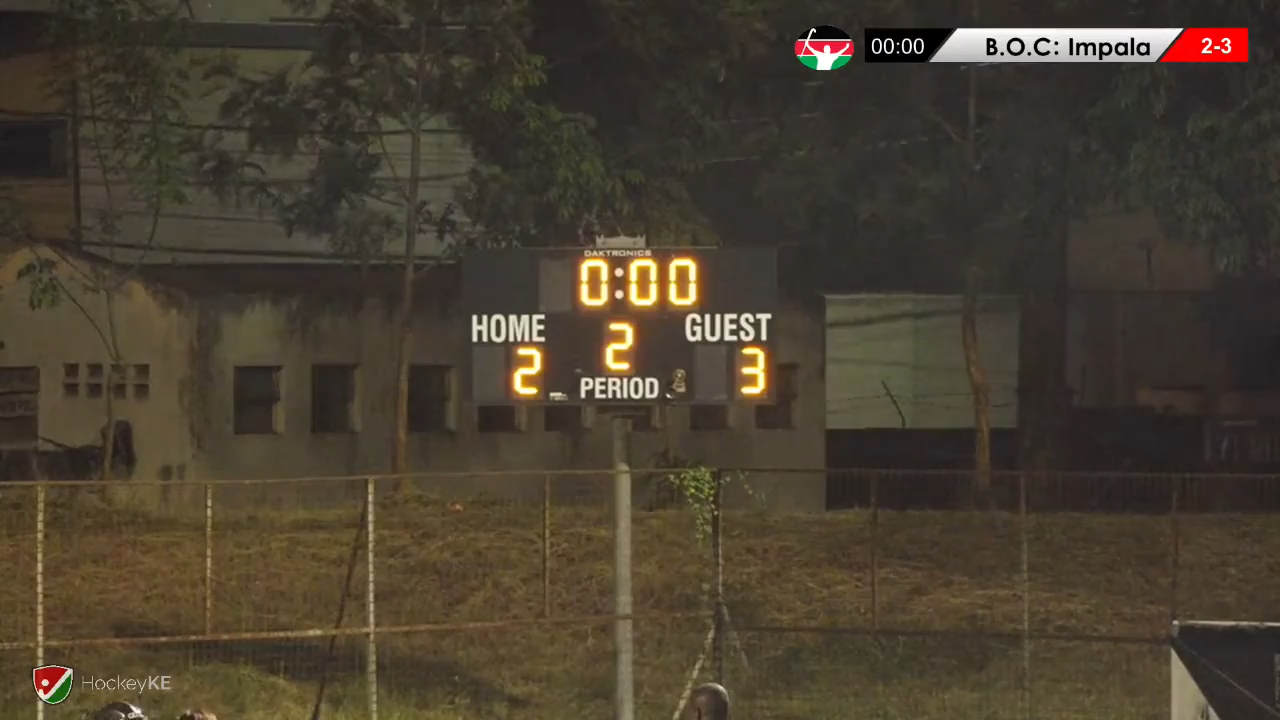 00:00 B.O.C: Impala 2-3
DAKTRONICS
0:00
HOME 2 GUEST
2 PERIOD 3
HockeyKE